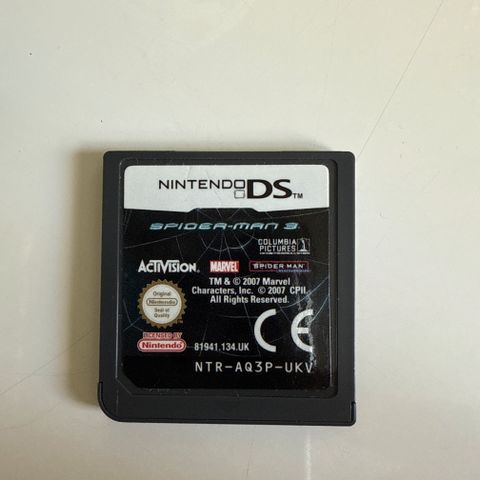 NINTENDO DS TM
SPIDER-MAN 3
COLUMBIA
PICTURES
ACTIVISION
MARVEL
SPIDER MAN
TM & © 2007 Marvel
Characters, Inc. © 2007 CPII.
All Rights Reserved.
Original
Nintendo
Seal of
Quality
LICENSED BY
Nintendo
81941.134.UK
CE
NTR-AQ3P-UKV